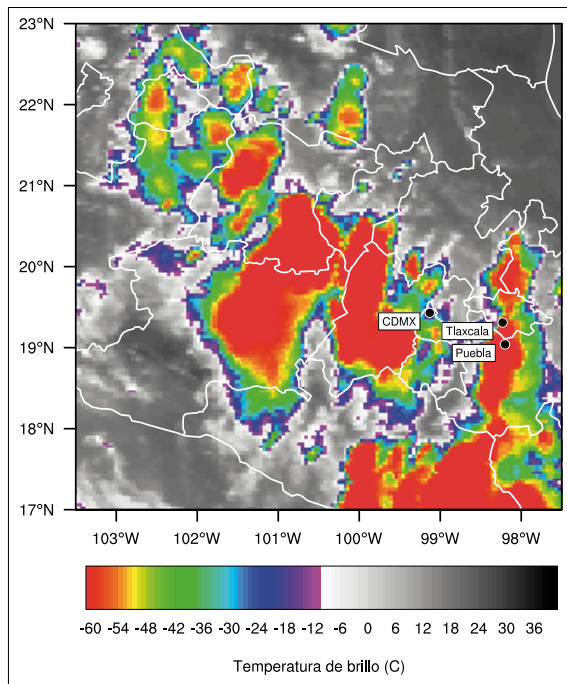 23°N
22°N
21°N
20°N
CDMX
Tlaxcala
19°N
Puebla
18°N
17°N
103°W 102°W 101°W 100°W 99°W 98°W
-60 -54 -48 -42 -36 -30 -24 -18 -12 -6 0 6 12 18 24 30 36
Temperatura de brillo (C)